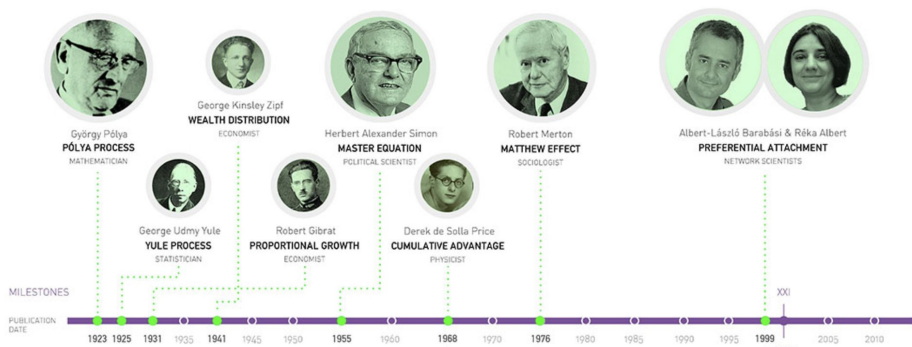 György Pólya
PÓLYA PROCESS
MATHEMATICIAN
George Kinsley Zipf
WEALTH DISTRIBUTION
ECONOMIST
Herbert Alexander Simon
MASTER EQUATION
POLITICAL SCIENTIST
Robert Merton
MATTHEW EFFECT
SOCIOLOGIST
Albert-László Barabási & Réka Albert
PREFERENTIAL ATTACHMENT
NETWORK SCIENTISTS
George Udmy Yule
YULE PROCESS
STATISTICIAN
Robert Gibrat
PROPORTIONAL GROWTH
ECONOMIST
Derek de Solla Price
CUMULATIVE ADVANTAGE
PHYSICIST
MILESTONES
XXI
PUBLICATION
DATE
1923 1925 1931 1935 1941 1945 1950 1955 1960 1968 1970 1976 1980 1985 1990 1995 1999 2005 2010